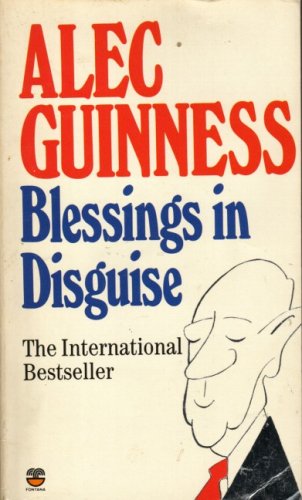 ALEC
GUINNESS
Blessings in
Disguise
The International
Bestseller
FONTANA